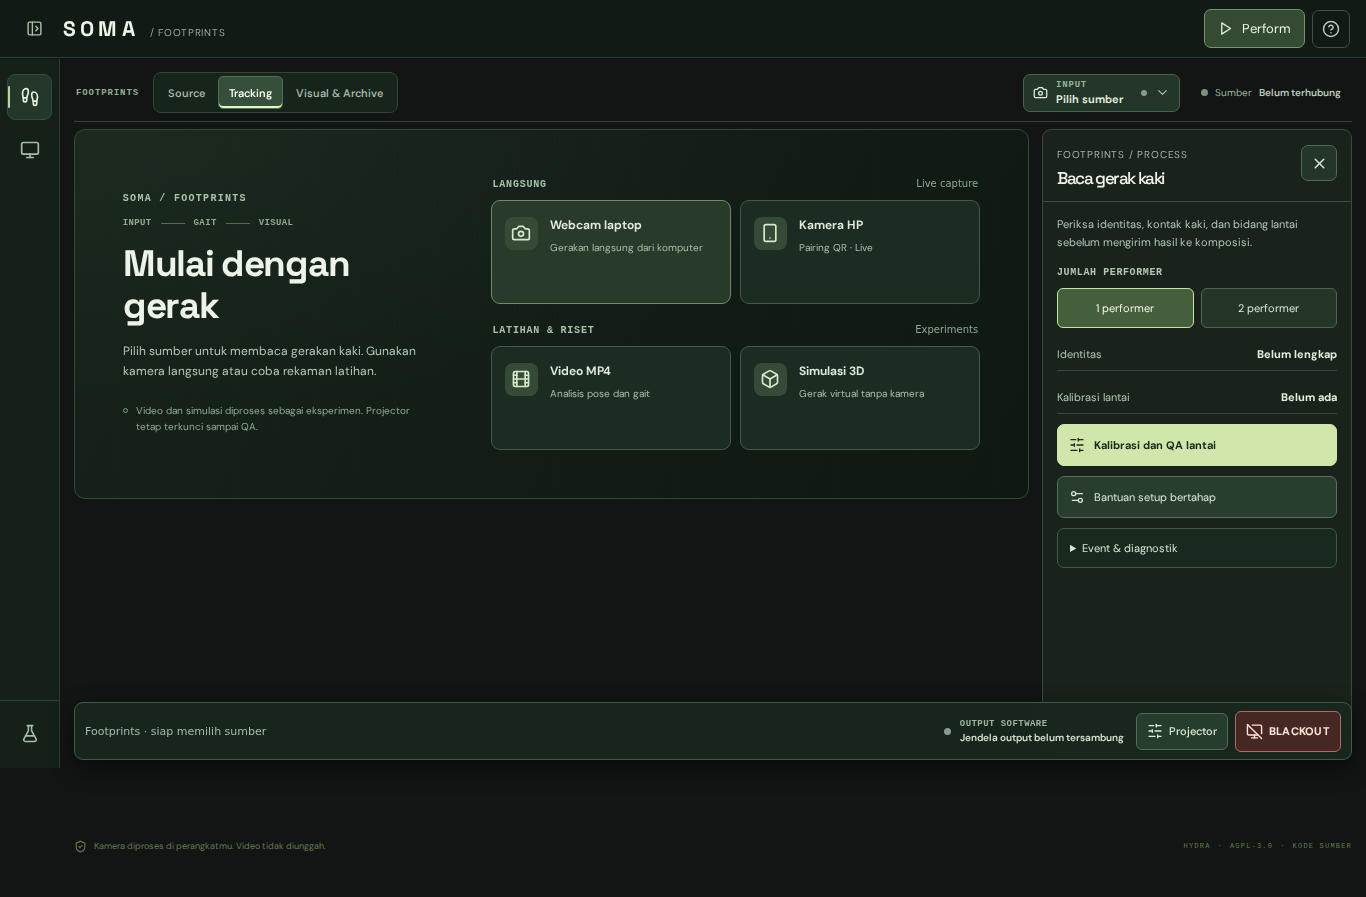 SOMA
/ FOOTPRINTS
Perform
FOOTPRINTS
Source
Tracking
Visual & Archive
INPUT
Pilih sumber
Sumber Belum terhubung
SOMA / FOOTPRINTS
INPUT GAIT VISUAL
Mulai dengan
gerak
Pilih sumber untuk membaca gerakan kaki. Gunakan
kamera langsung atau coba rekaman latihan.
Video dan simulasi diproses sebagai eksperimen. Projector
tetap terkunci sampai QA.
LANGSUNG
Live capture
Webcam laptop
Gerakan langsung dari komputer
Kamera HP
Pairing QR · Live
LATIHAN & RISET
Experiments
Video MP4
Analisis pose dan gait
Simulasi 3D
Gerak virtual tanpa kamera
FOOTPRINTS / PROCESS
Baca gerak kaki
Periksa identitas, kontak kaki, dan bidang lantai
sebelum mengirim hasil ke komposisi.
JUMLAH PERFORMER
1 performer
2 performer
Identitas
Belum lengkap
Kalibrasi lantai
Belum ada
Kalibrasi dan QA lantai
Bantuan setup bertahap
Event & diagnostik
Footprints · siap memilih sumber
OUTPUT SOFTWARE
Jendela output belum tersambung
Projector
BLACKOUT
Kamera diproses di perangkatmu. Video tidak diunggah.
HYDRA · AGPL-3.0 · KODE SUMBER